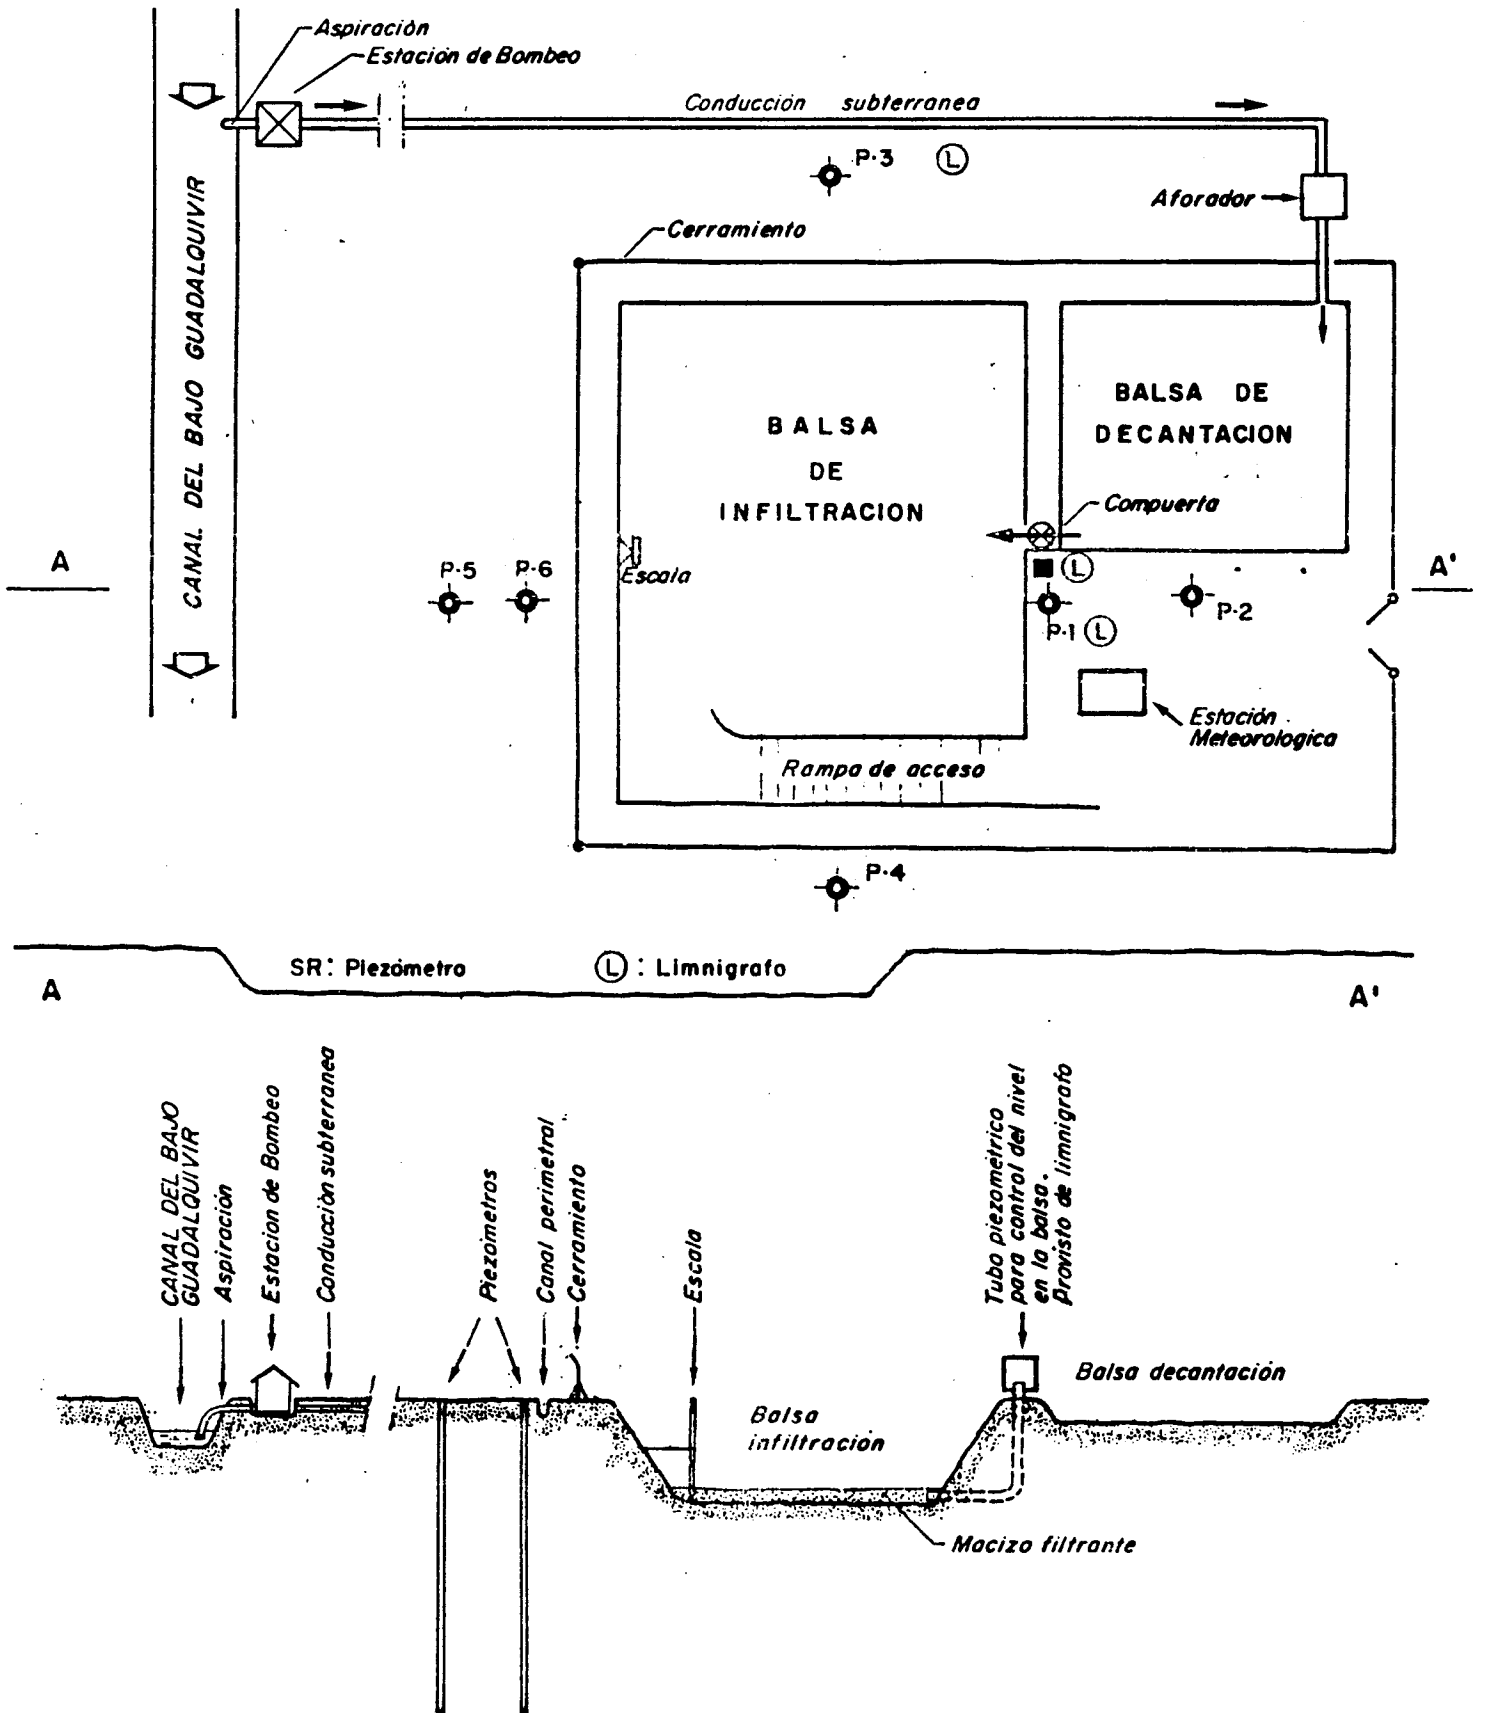 Aspiración
Estación de Bombeo
Conducción subterranea
P-3 L
Aforador
Cerramiento
CANAL DEL BAJO GUADALQUIVIR
BALSA
DE
INFILTRACION
BALSA DE
DECANTACION
Compuerta
A
A'
P-5
P-6
Escala
L
P-1 L
P-2
Estación
Meteorologica
Rampa de acceso
P-4
SR: Piezómetro
L : Limnigrafo
A
A'
CANAL DEL BAJO
GUADALQUIVIR
Aspiración
Estacion de Bombeo
Conducción subterranea
Piezómetros
Canal perimetral
Cerramiento
Escala
Tubo piezométrico
para control del nivel
en la balsa.
Provisto de limnigrafo
Balsa decantación
Balsa
infiltración
Macizo filtrante